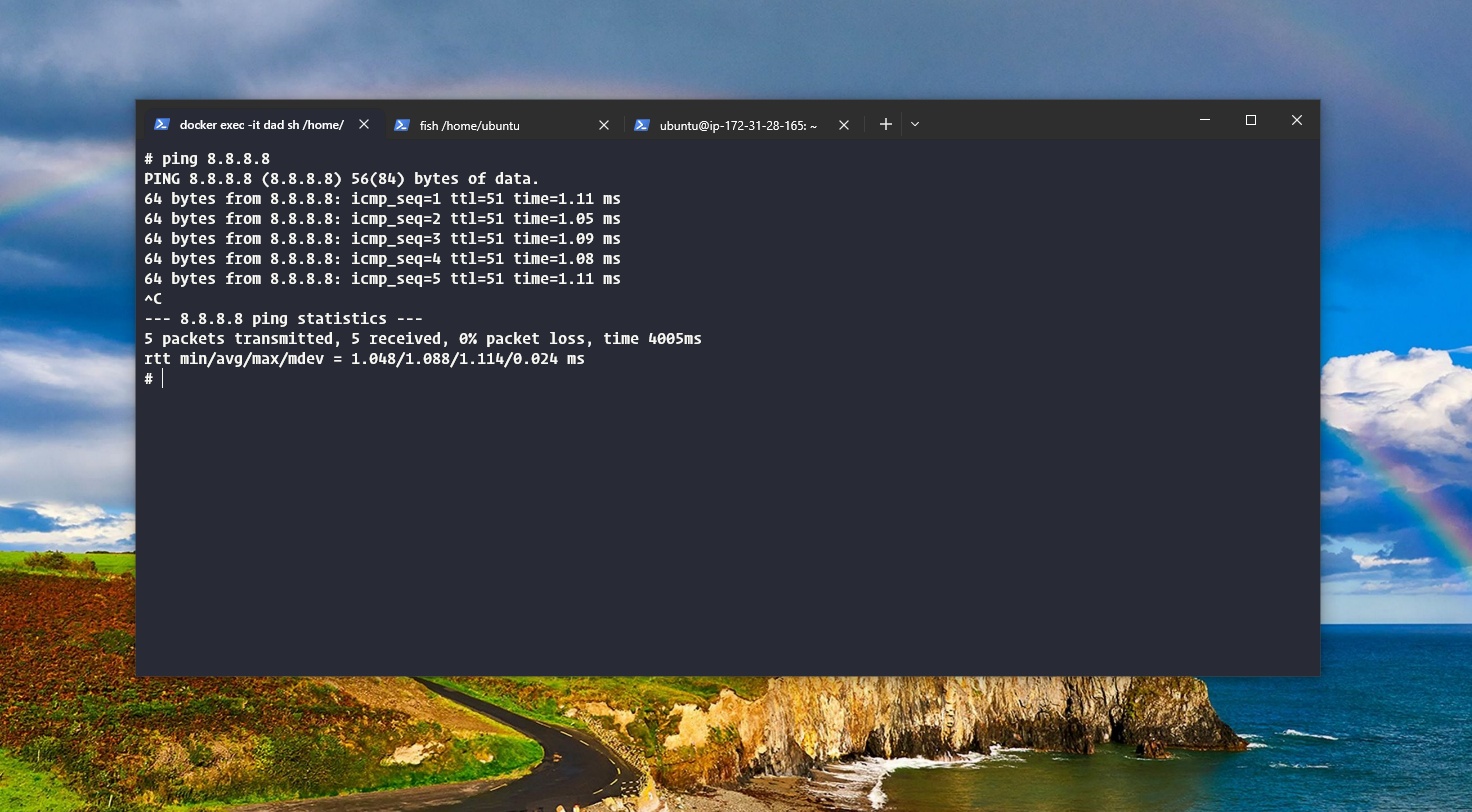 docker exec -it dad sh /home/
fish /home/ubuntu
ubuntu@ip-172-31-28-165: ~
# ping 8.8.8.8
PING 8.8.8.8 (8.8.8.8) 56(84) bytes of data.
64 bytes from 8.8.8.8: icmp_seq=1 ttl=51 time=1.11 ms
64 bytes from 8.8.8.8: icmp_seq=2 ttl=51 time=1.05 ms
64 bytes from 8.8.8.8: icmp_seq=3 ttl=51 time=1.09 ms
64 bytes from 8.8.8.8: icmp_seq=4 ttl=51 time=1.08 ms
64 bytes from 8.8.8.8: icmp_seq=5 ttl=51 time=1.11 ms
^C
--- 8.8.8.8 ping statistics ---
5 packets transmitted, 5 received, 0% packet loss, time 4005ms
rtt min/avg/max/mdev = 1.048/1.088/1.114/0.024 ms
#